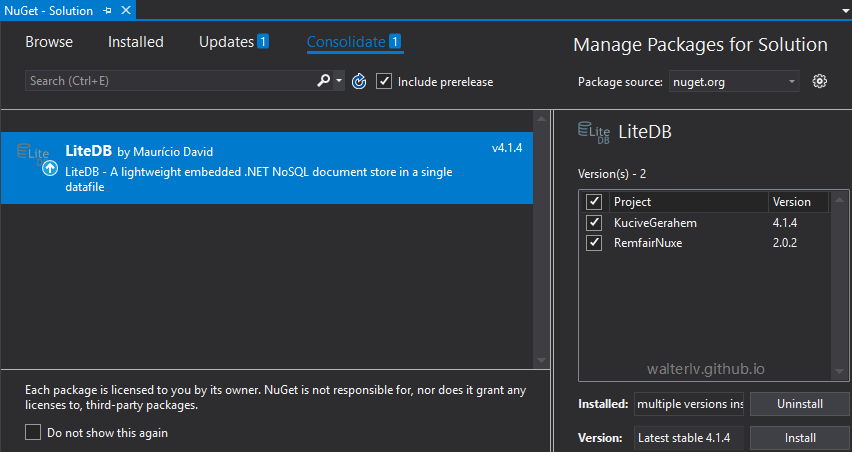 NuGet - Solution
Browse Installed Updates 1 Consolidate 1
Manage Packages for Solution
Search (Ctrl+E)
Include prerelease
Package source: nuget.org
LiteDB by Maurício David v4.1.4
LiteDB - A lightweight embedded .NET NoSQL document store in a single
datafile
Each package is licensed to you by its owner. NuGet is not responsible for, nor does it grant any
licenses to, third-party packages.
Do not show this again
Lite
DB
LiteDB
Version(s) - 2
Project Version
KuciveGerahem 4.1.4
RemfairNuxe 2.0.2
walterlv.github.io
Installed: multiple versions ins Uninstall
Version: Latest stable 4.1.4 Install